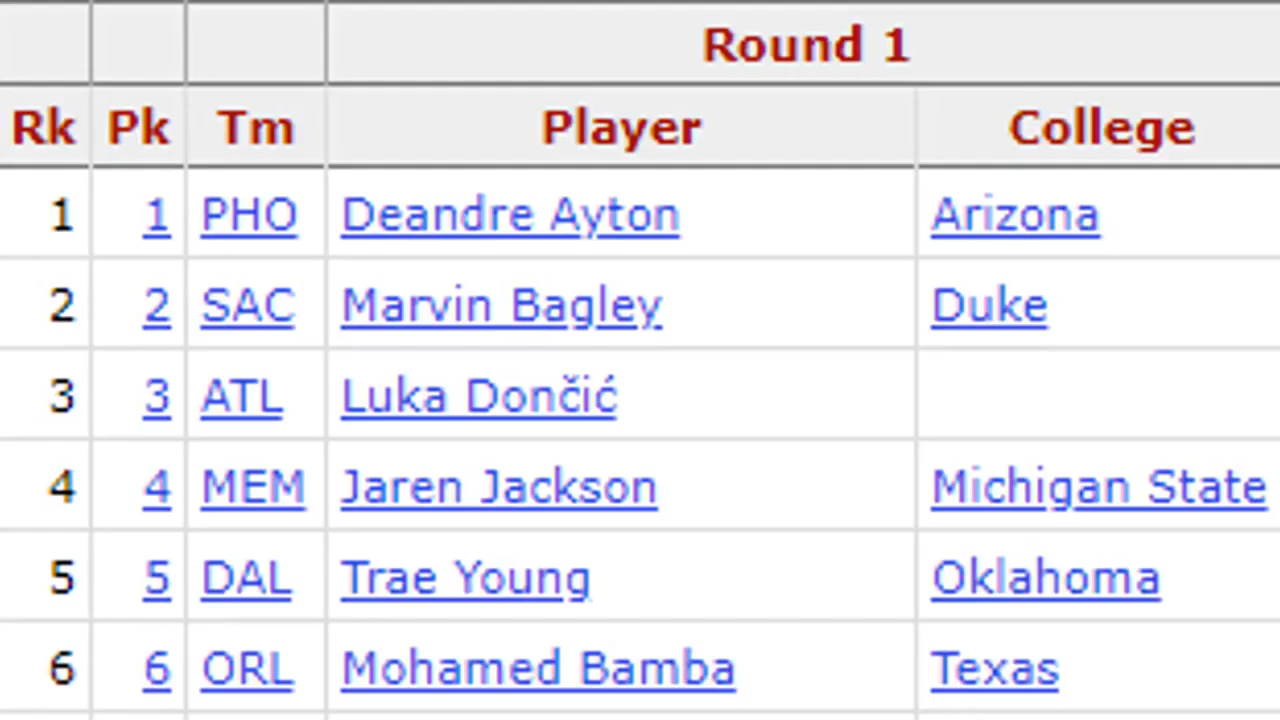 Round 1
Rk Pk Tm Player College
1 1 PHO Deandre Ayton Arizona
2 2 SAC Marvin Bagley Duke
3 3 ATL Luka Dončić
4 4 MEM Jaren Jackson Michigan State
5 5 DAL Trae Young Oklahoma
6 6 ORL Mohamed Bamba Texas